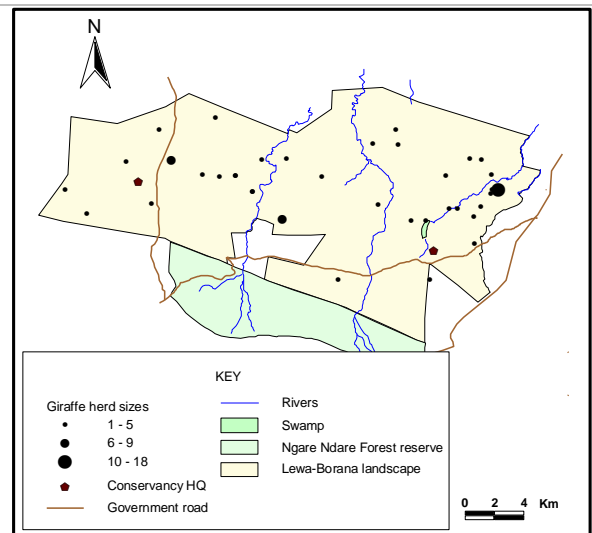 N
KEY
Giraffe herd sizes
1 - 5
6 - 9
10 - 18
Conservancy HQ
Government road
Rivers
Swamp
Ngare Ndare Forest reserve
Lewa-Borana landscape
0 2 4 Km